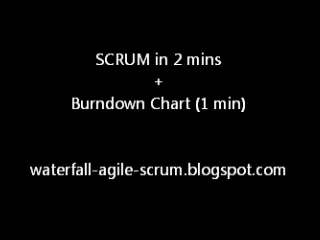 SCRUM in 2 mins
+
Burndown Chart (1 min)
waterfall-agile-scrum.blogspot.com